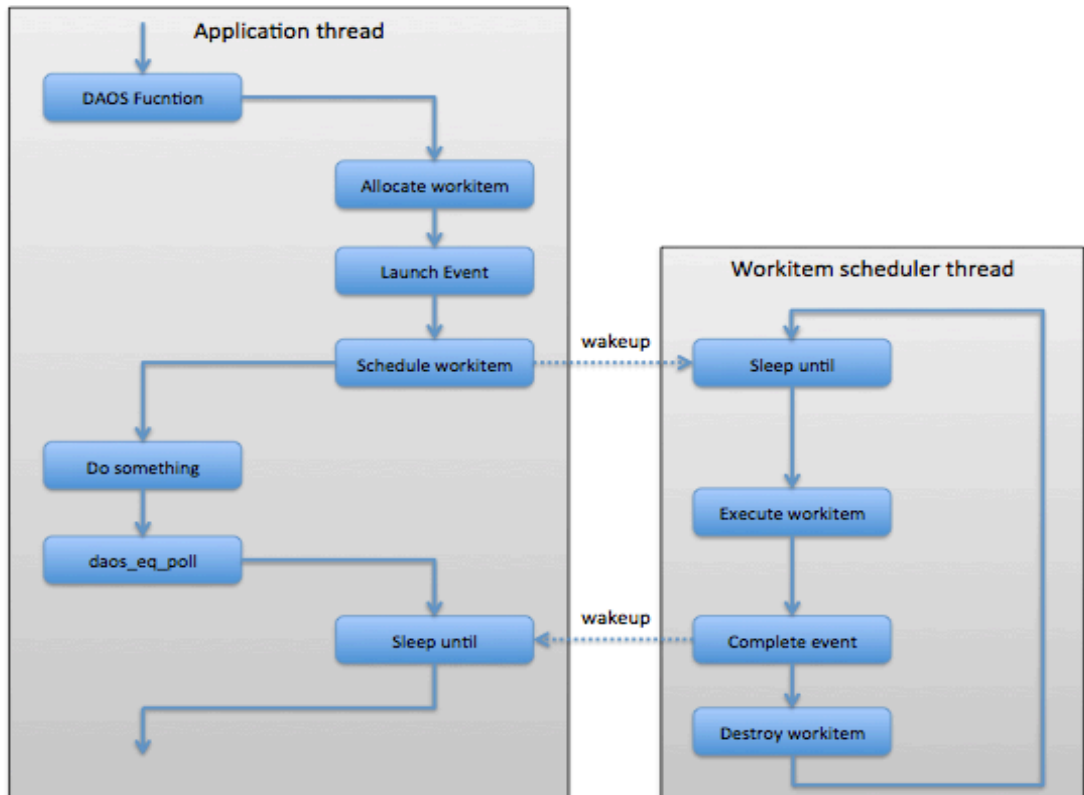 Application thread
DAOS Fucntion
Allocate workitem
Launch Event
Schedule workitem
Do something
daos_eq_poll
Sleep until
wakeup
wakeup
Workitem scheduler thread
Sleep until
Execute workitem
Complete event
Destroy workitem